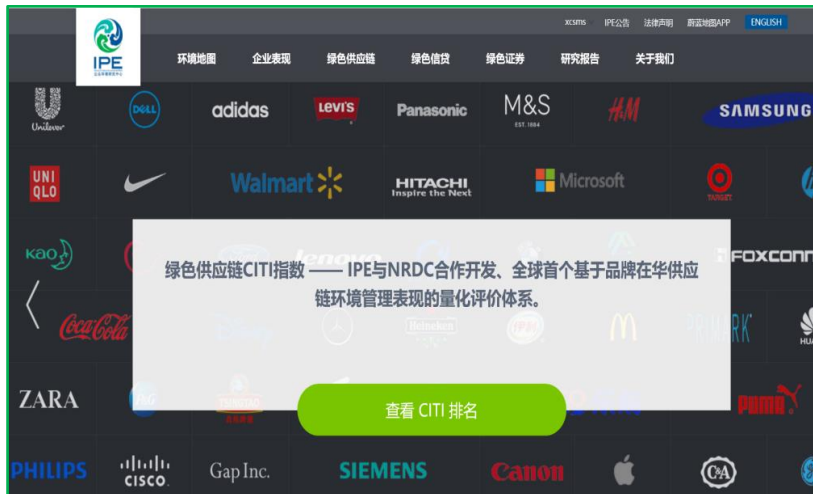 xcsms IPE公告 法律声明 蔚蓝地图APP ENGLISH
IPE
环境地图 企业表现 绿色供应链 绿色信贷 绿色证券 研究报告 关于我们
Unilever DELL adidas Levi's Panasonic M&S H&M SAMSUNG
EST. 1884
UNI QLO Walmart HITACHI Microsoft TARGET
Inspire the Next
Kao lenovo FOXCONN
绿色供应链CITI指数 —— IPE与NRDC合作开发、全球首个基于品牌在华供应
链环境管理表现的量化评价体系。
Coca Cola Heineken PRIMARK HUA
ZARA P&G PUMA
查看 CITI 排名
PHILIPS CISCO Gap Inc. SIEMENS Canon C&A